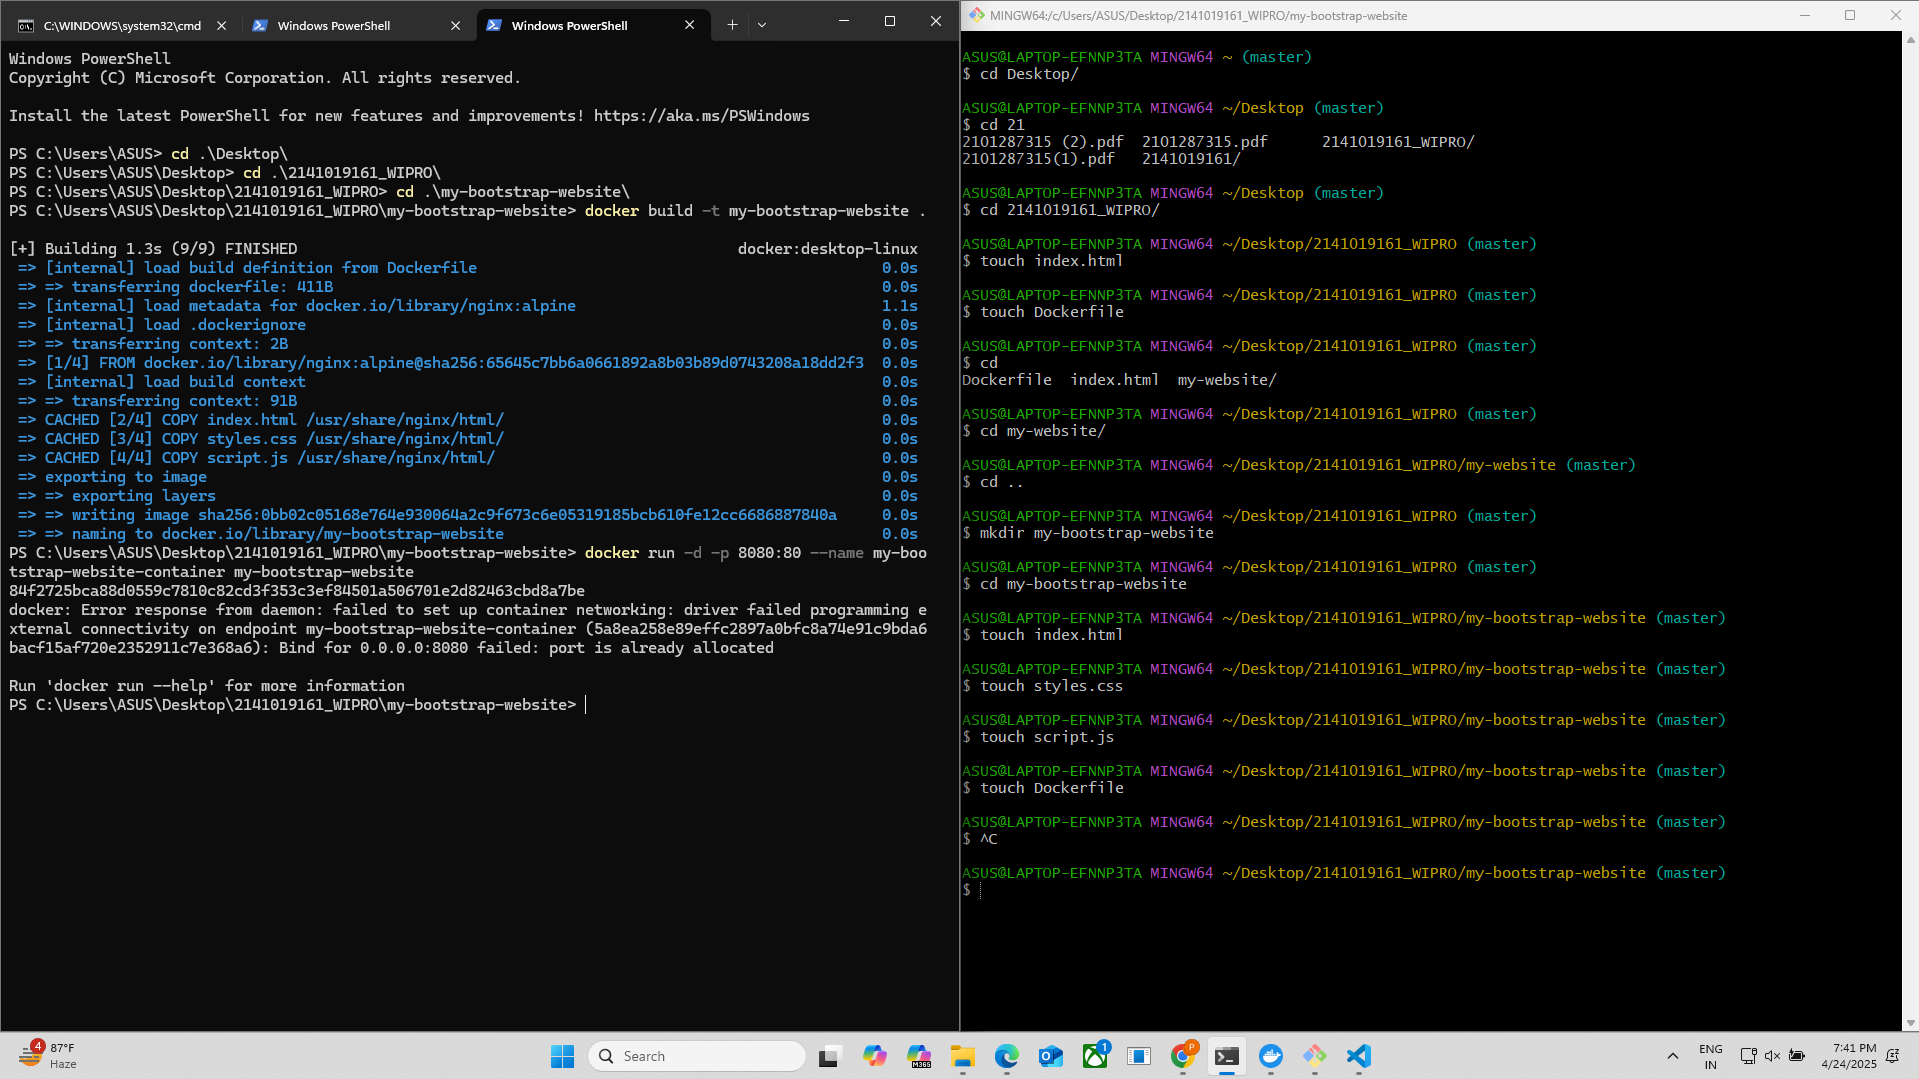 C:\WINDOWS\system32\cmd
Windows PowerShell
Windows PowerShell
Windows PowerShell
Copyright (C) Microsoft Corporation. All rights reserved.
Install the latest PowerShell for new features and improvements! https://aka.ms/PSWindows
PS C:\Users\ASUS> cd .\Desktop\
PS C:\Users\ASUS\Desktop> cd .\2141019161_WIPRO\
PS C:\Users\ASUS\Desktop\2141019161_WIPRO> cd .\my-bootstrap-website\
PS C:\Users\ASUS\Desktop\2141019161_WIPRO\my-bootstrap-website> docker build -t my-bootstrap-website .
[+] Building 1.3s (9/9) FINISHED docker:desktop-linux
=> [internal] load build definition from Dockerfile 0.0s
=> => transferring dockerfile: 411B 0.0s
=> [internal] load metadata for docker.io/library/nginx:alpine 1.1s
=> [internal] load .dockerignore 0.0s
=> => transferring context: 2B 0.0s
=> [1/4] FROM docker.io/library/nginx:alpine@sha256:65645c7bb6a0661892a8b03b89d0743208a18dd2f3 0.0s
=> [internal] load build context 0.0s
=> => transferring context: 91B 0.0s
=> CACHED [2/4] COPY index.html /usr/share/nginx/html/ 0.0s
=> CACHED [3/4] COPY styles.css /usr/share/nginx/html/ 0.0s
=> CACHED [4/4] COPY script.js /usr/share/nginx/html/ 0.0s
=> exporting to image 0.0s
=> => exporting layers 0.0s
=> => writing image sha256:0bb02c05168e764e930064a2c9f673c6e05319185bcb610fe12cc6686887840a 0.0s
=> => naming to docker.io/library/my-bootstrap-website 0.0s
PS C:\Users\ASUS\Desktop\2141019161_WIPRO\my-bootstrap-website> docker run -d -p 8080:80 --name my-boo
tstrap-website-container my-bootstrap-website
84f2725bca88d0559c7810c82cd3f353c3ef84501a506701e2d82463cbd8a7be
docker: Error response from daemon: failed to set up container networking: driver failed programming e
xternal connectivity on endpoint my-bootstrap-website-container (5a8ea258e89effc2897a0bfc8a74e91c9bda6
bacf15af720e2352911c7e368a6): Bind for 0.0.0.0:8080 failed: port is already allocated
Run 'docker run --help' for more information
PS C:\Users\ASUS\Desktop\2141019161_WIPRO\my-bootstrap-website>
MINGW64:/c/Users/ASUS/Desktop/2141019161_WIPRO/my-bootstrap-website
ASUS@LAPTOP-EFNNP3TA MINGW64 ~ (master)
$ cd Desktop/
ASUS@LAPTOP-EFNNP3TA MINGW64 ~/Desktop (master)
$ cd 21
2101287315 (2).pdf 2101287315.pdf 2141019161_WIPRO/
2101287315(1).pdf 2141019161/
ASUS@LAPTOP-EFNNP3TA MINGW64 ~/Desktop (master)
$ cd 2141019161_WIPRO/
ASUS@LAPTOP-EFNNP3TA MINGW64 ~/Desktop/2141019161_WIPRO (master)
$ touch index.html
ASUS@LAPTOP-EFNNP3TA MINGW64 ~/Desktop/2141019161_WIPRO (master)
$ touch Dockerfile
ASUS@LAPTOP-EFNNP3TA MINGW64 ~/Desktop/2141019161_WIPRO (master)
$ cd
Dockerfile index.html my-website/
ASUS@LAPTOP-EFNNP3TA MINGW64 ~/Desktop/2141019161_WIPRO (master)
$ cd my-website/
ASUS@LAPTOP-EFNNP3TA MINGW64 ~/Desktop/2141019161_WIPRO/my-website (master)
$ cd ..
ASUS@LAPTOP-EFNNP3TA MINGW64 ~/Desktop/2141019161_WIPRO (master)
$ mkdir my-bootstrap-website
ASUS@LAPTOP-EFNNP3TA MINGW64 ~/Desktop/2141019161_WIPRO (master)
$ cd my-bootstrap-website
ASUS@LAPTOP-EFNNP3TA MINGW64 ~/Desktop/2141019161_WIPRO/my-bootstrap-website (master)
$ touch index.html
ASUS@LAPTOP-EFNNP3TA MINGW64 ~/Desktop/2141019161_WIPRO/my-bootstrap-website (master)
$ touch styles.css
ASUS@LAPTOP-EFNNP3TA MINGW64 ~/Desktop/2141019161_WIPRO/my-bootstrap-website (master)
$ touch script.js
ASUS@LAPTOP-EFNNP3TA MINGW64 ~/Desktop/2141019161_WIPRO/my-bootstrap-website (master)
$ touch Dockerfile
ASUS@LAPTOP-EFNNP3TA MINGW64 ~/Desktop/2141019161_WIPRO/my-bootstrap-website (master)
$ ^C
ASUS@LAPTOP-EFNNP3TA MINGW64 ~/Desktop/2141019161_WIPRO/my-bootstrap-website (master)
$
4
87°F
Haze
Search
M365
1
P
ENG
IN
7:41 PM
4/24/2025